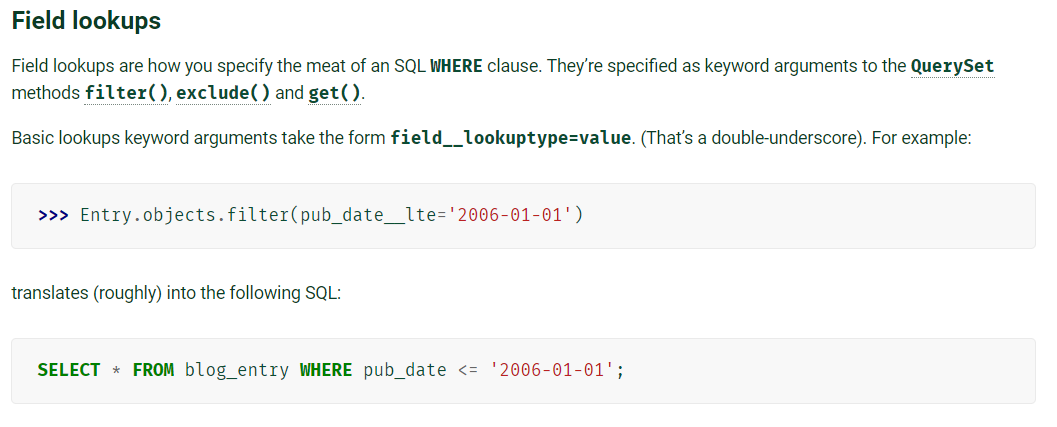 Field lookups
Field lookups are how you specify the meat of an SQL WHERE clause. They’re specified as keyword arguments to the QuerySet
methods filter(), exclude() and get().
Basic lookups keyword arguments take the form field__lookuptype=value. (That’s a double-underscore). For example:
>>> Entry.objects.filter(pub_date__lte='2006-01-01')
translates (roughly) into the following SQL:
SELECT * FROM blog_entry WHERE pub_date <= '2006-01-01';